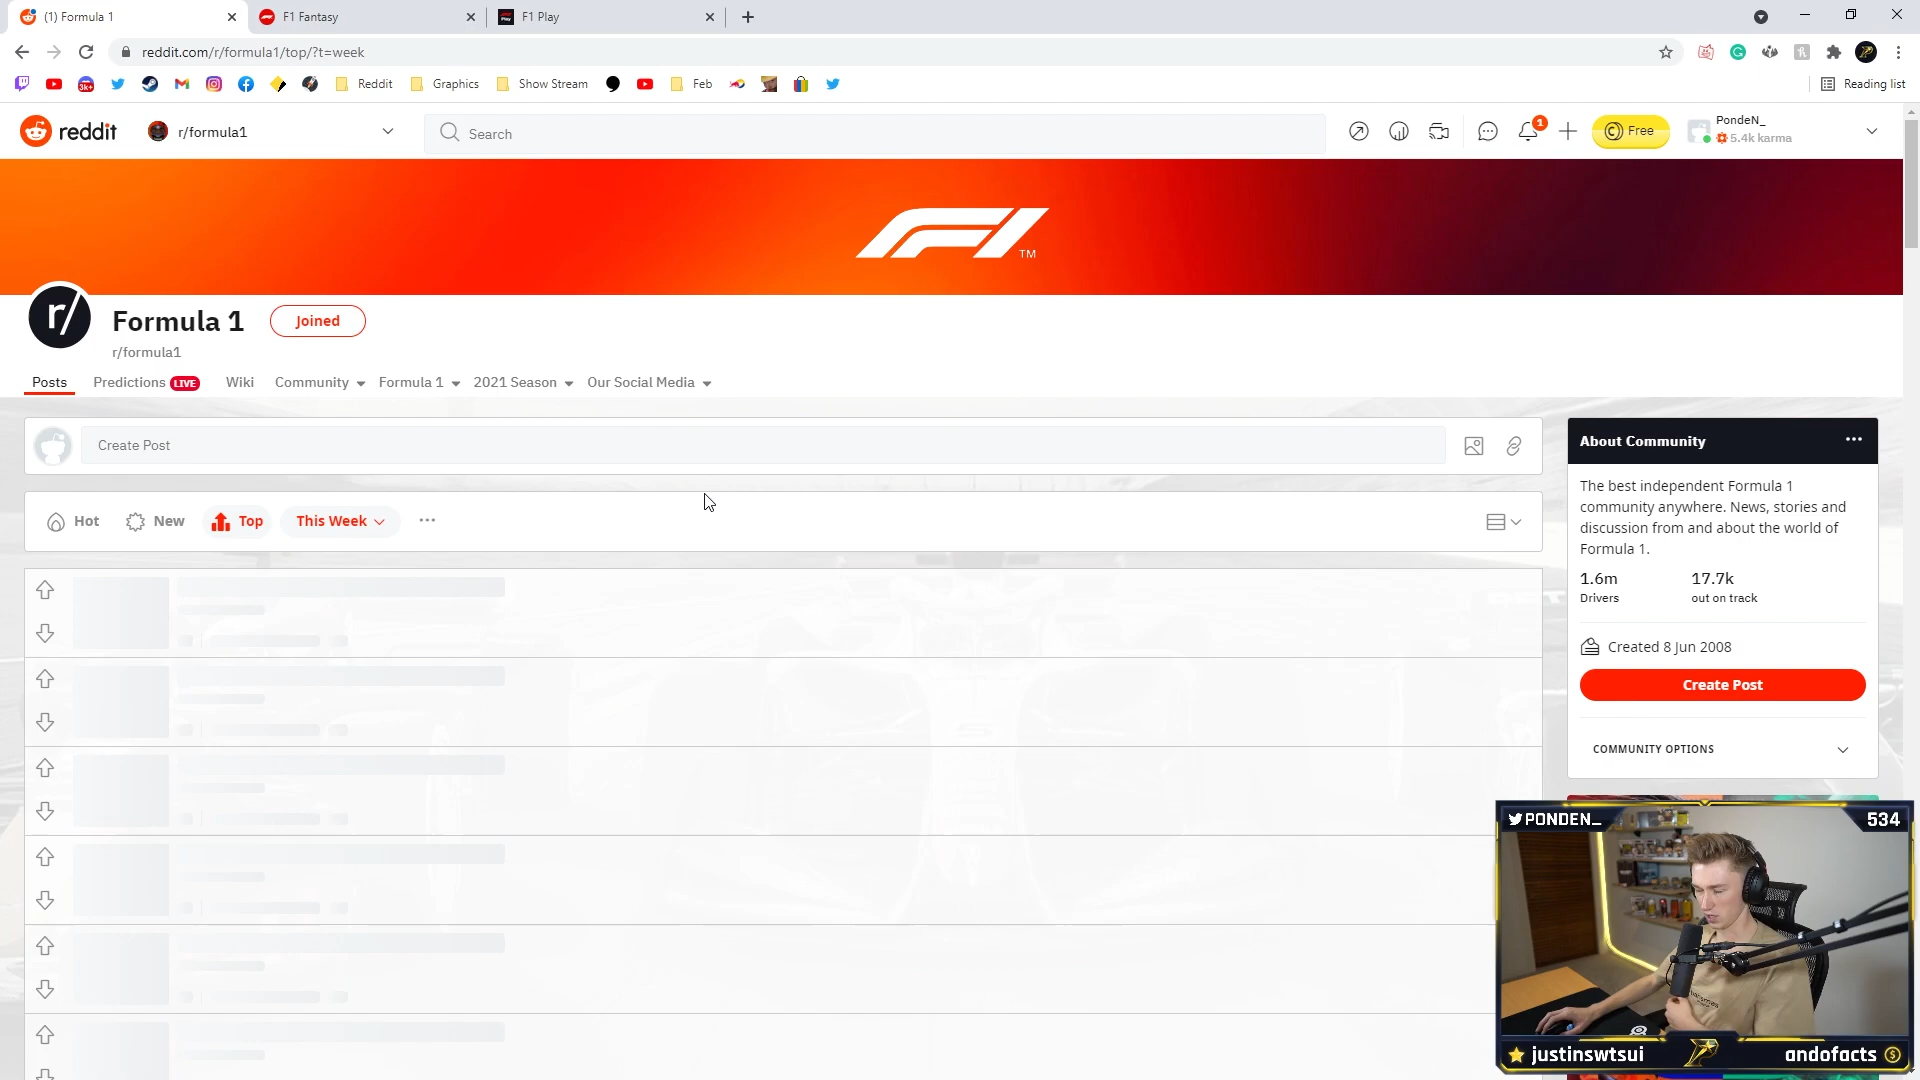 (1) Formula 1
F1 Fantasy
F1 Play
reddit.com/r/formula1/top/?t=week
3k+
Reddit
Graphics
Show Stream
Feb
Reading list
reddit
r/formula1
Search
1
Free
PondeN_
5.4k karma
F1
TM
r/
Formula 1
Joined
r/formula1
Posts
Predictions LIVE
Wiki
Community
Formula 1
2021 Season
Our Social Media
Create Post
Hot
New
Top
This Week
About Community
The best independent Formula 1
community anywhere. News, stories and
discussion from and about the world of
Formula 1.
1.6m
17.7k
Drivers
out on track
Created 8 Jun 2008
Create Post
COMMUNITY OPTIONS
PONDEN_
534
justinswtsui
andofacts